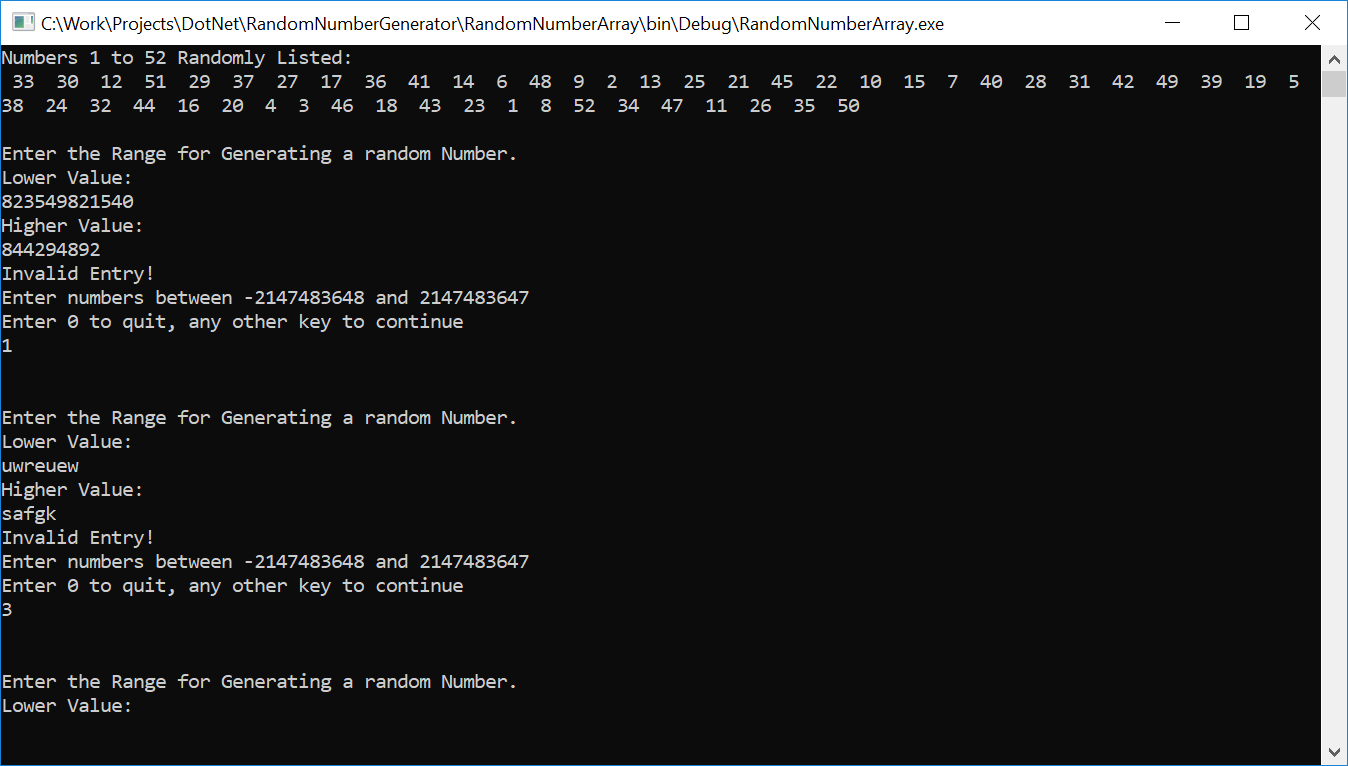 C:\Work\Projects\DotNet\RandomNumberGenerator\RandomNumberArray\bin\Debug\RandomNumberArray.exe
Numbers 1 to 52 Randomly Listed:
33 30 12 51 29 37 27 17 36 41 14 6 48 9 2 13 25 21 45 22 10 15 7 40 28 31 42 49 39 19 5
38 24 32 44 16 20 4 3 46 18 43 23 1 8 52 34 47 11 26 35 50
Enter the Range for Generating a random Number.
Lower Value:
823549821540
Higher Value:
844294892
Invalid Entry!
Enter numbers between -2147483648 and 2147483647
Enter 0 to quit, any other key to continue
1
Enter the Range for Generating a random Number.
Lower Value:
uwreuew
Higher Value:
safgk
Invalid Entry!
Enter numbers between -2147483648 and 2147483647
Enter 0 to quit, any other key to continue
3
Enter the Range for Generating a random Number.
Lower Value: